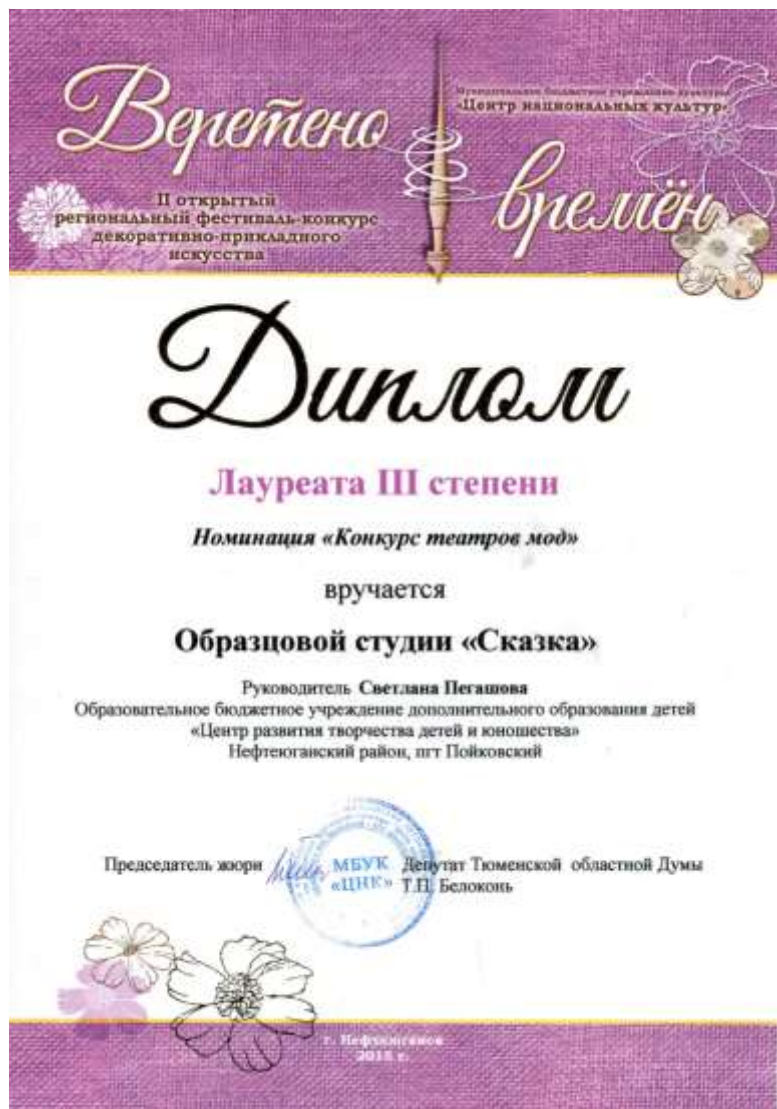 Веретено времён
Муниципальное бюджетное учреждение культуры
«Центр национальных культур»
II открытый
региональный фестиваль-конкурс
декоративно-прикладного
искусства
Диплом
Лауреата III степени
Номинация «Конкурс театров мод»
вручается
Образцовой студии «Сказка»
Руководитель Светлана Пегашова
Образовательное бюджетное учреждение дополнительного образования детей
«Центр развития творчества детей и юношества»
Нефтеюганский район, пгт Пойковский
Председатель жюри
МБУК
«ЦНК»
Депутат Тюменской областной Думы
Т.П. Белоконь
г. Нефтеюганск